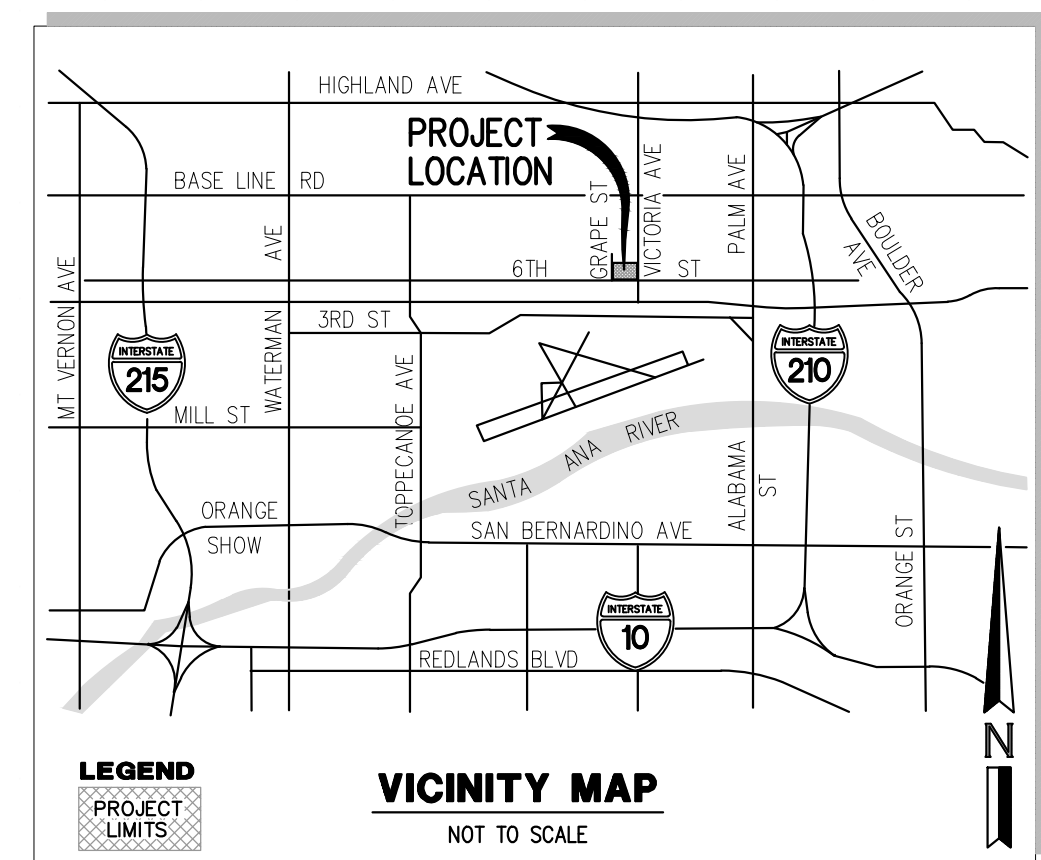 HIGHLAND AVE
PROJECT
LOCATION
BASE LINE RD
GRAPE ST
VICTORIA AVE
PALM AVE
BOULDER
AVE
6TH ST
MT VERNON AVE
WATERMAN AVE
3RD ST
INTERSTATE
215
INTERSTATE
210
MILL ST
TOPPECANOE AVE
SANTA ANA RIVER
ALABAMA
ST
ORANGE
SHOW
SAN BERNARDINO AVE
ORANGE ST
INTERSTATE
10
REDLANDS BLVD
N
LEGEND
PROJECT
LIMITS
VICINITY MAP
NOT TO SCALE